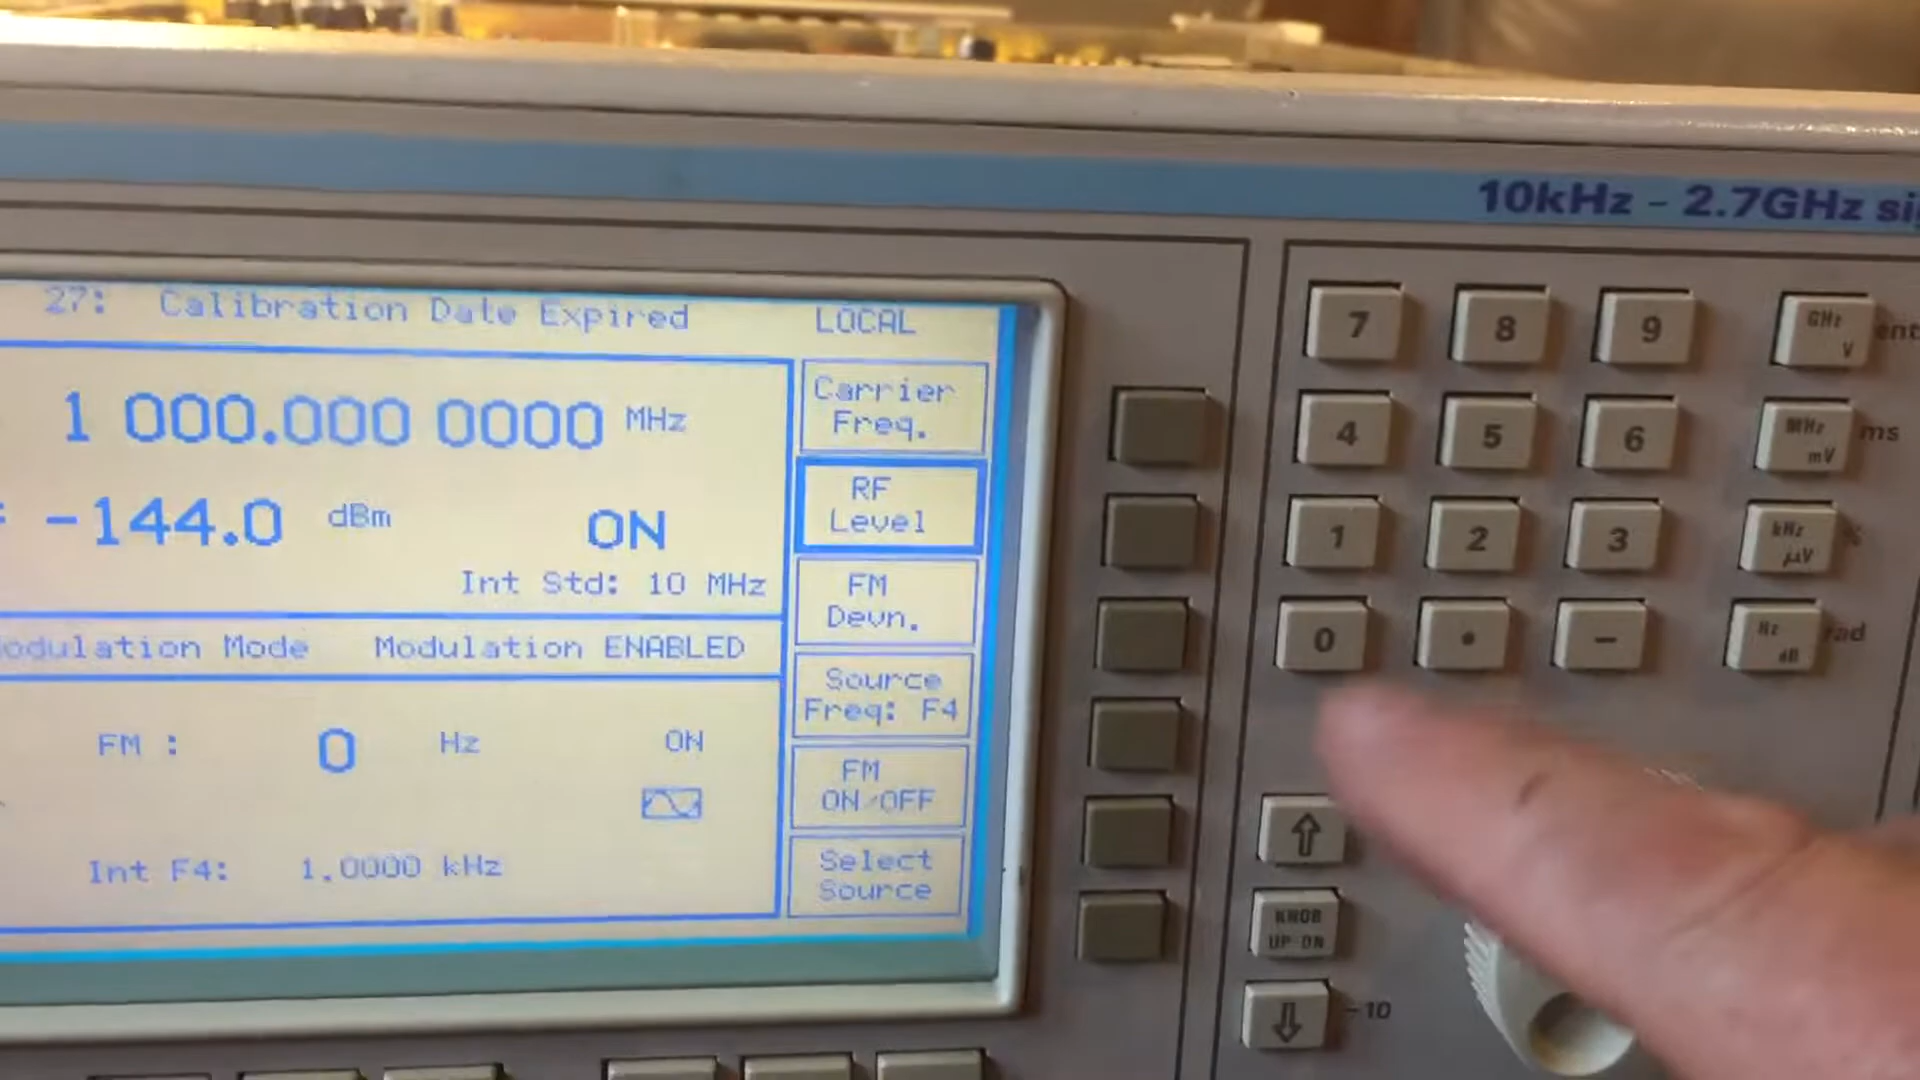 10kHz - 2.7GHz
27: Calibration Date Expired
LOCAL
1 000.000 0000 MHz
-144.0 dBm ON
Int Std: 10 MHz
Modulation Mode Modulation ENABLED
FM : 0 Hz ON
Int F4: 1.0000 kHz
Carrier
Freq.
RF
Level
FM
Devn.
Source
Freq: F4
FM
ON/OFF
Select
Source
7 8 9 GHz
V
4 5 6 MHz
mV
ms
1 2 3 kHz
µV
%
0 • − Hz
dB
rad
KNOB
UP-DN
-10